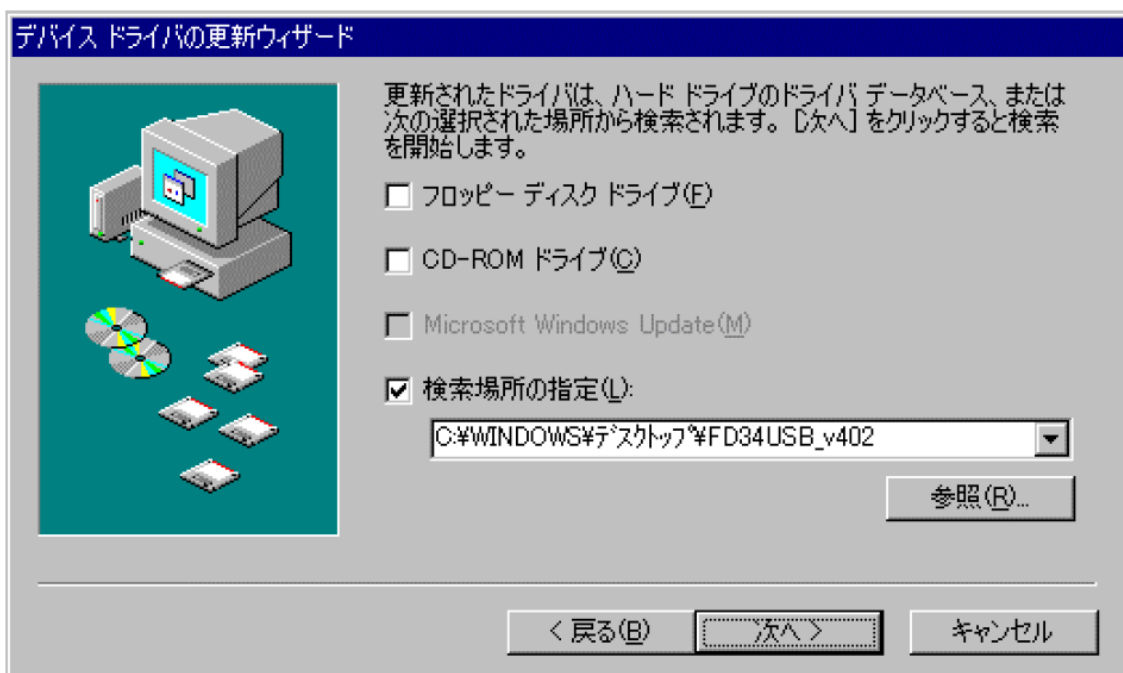 デバイス ドライバの更新ウィザード
更新されたドライバは、ハード ドライブのドライバ データベース、または
次の選択された場所から検索されます。[次へ] をクリックすると検索
を開始します。
フロッピー ディスク ドライブ(F)
CD-ROM ドライブ(C)
Microsoft Windows Update(M)
検索場所の指定(L):
C:¥WINDOWS¥デスクトップ¥FD34USB_v402
参照(R)...
< 戻る(B)
次へ >
キャンセル